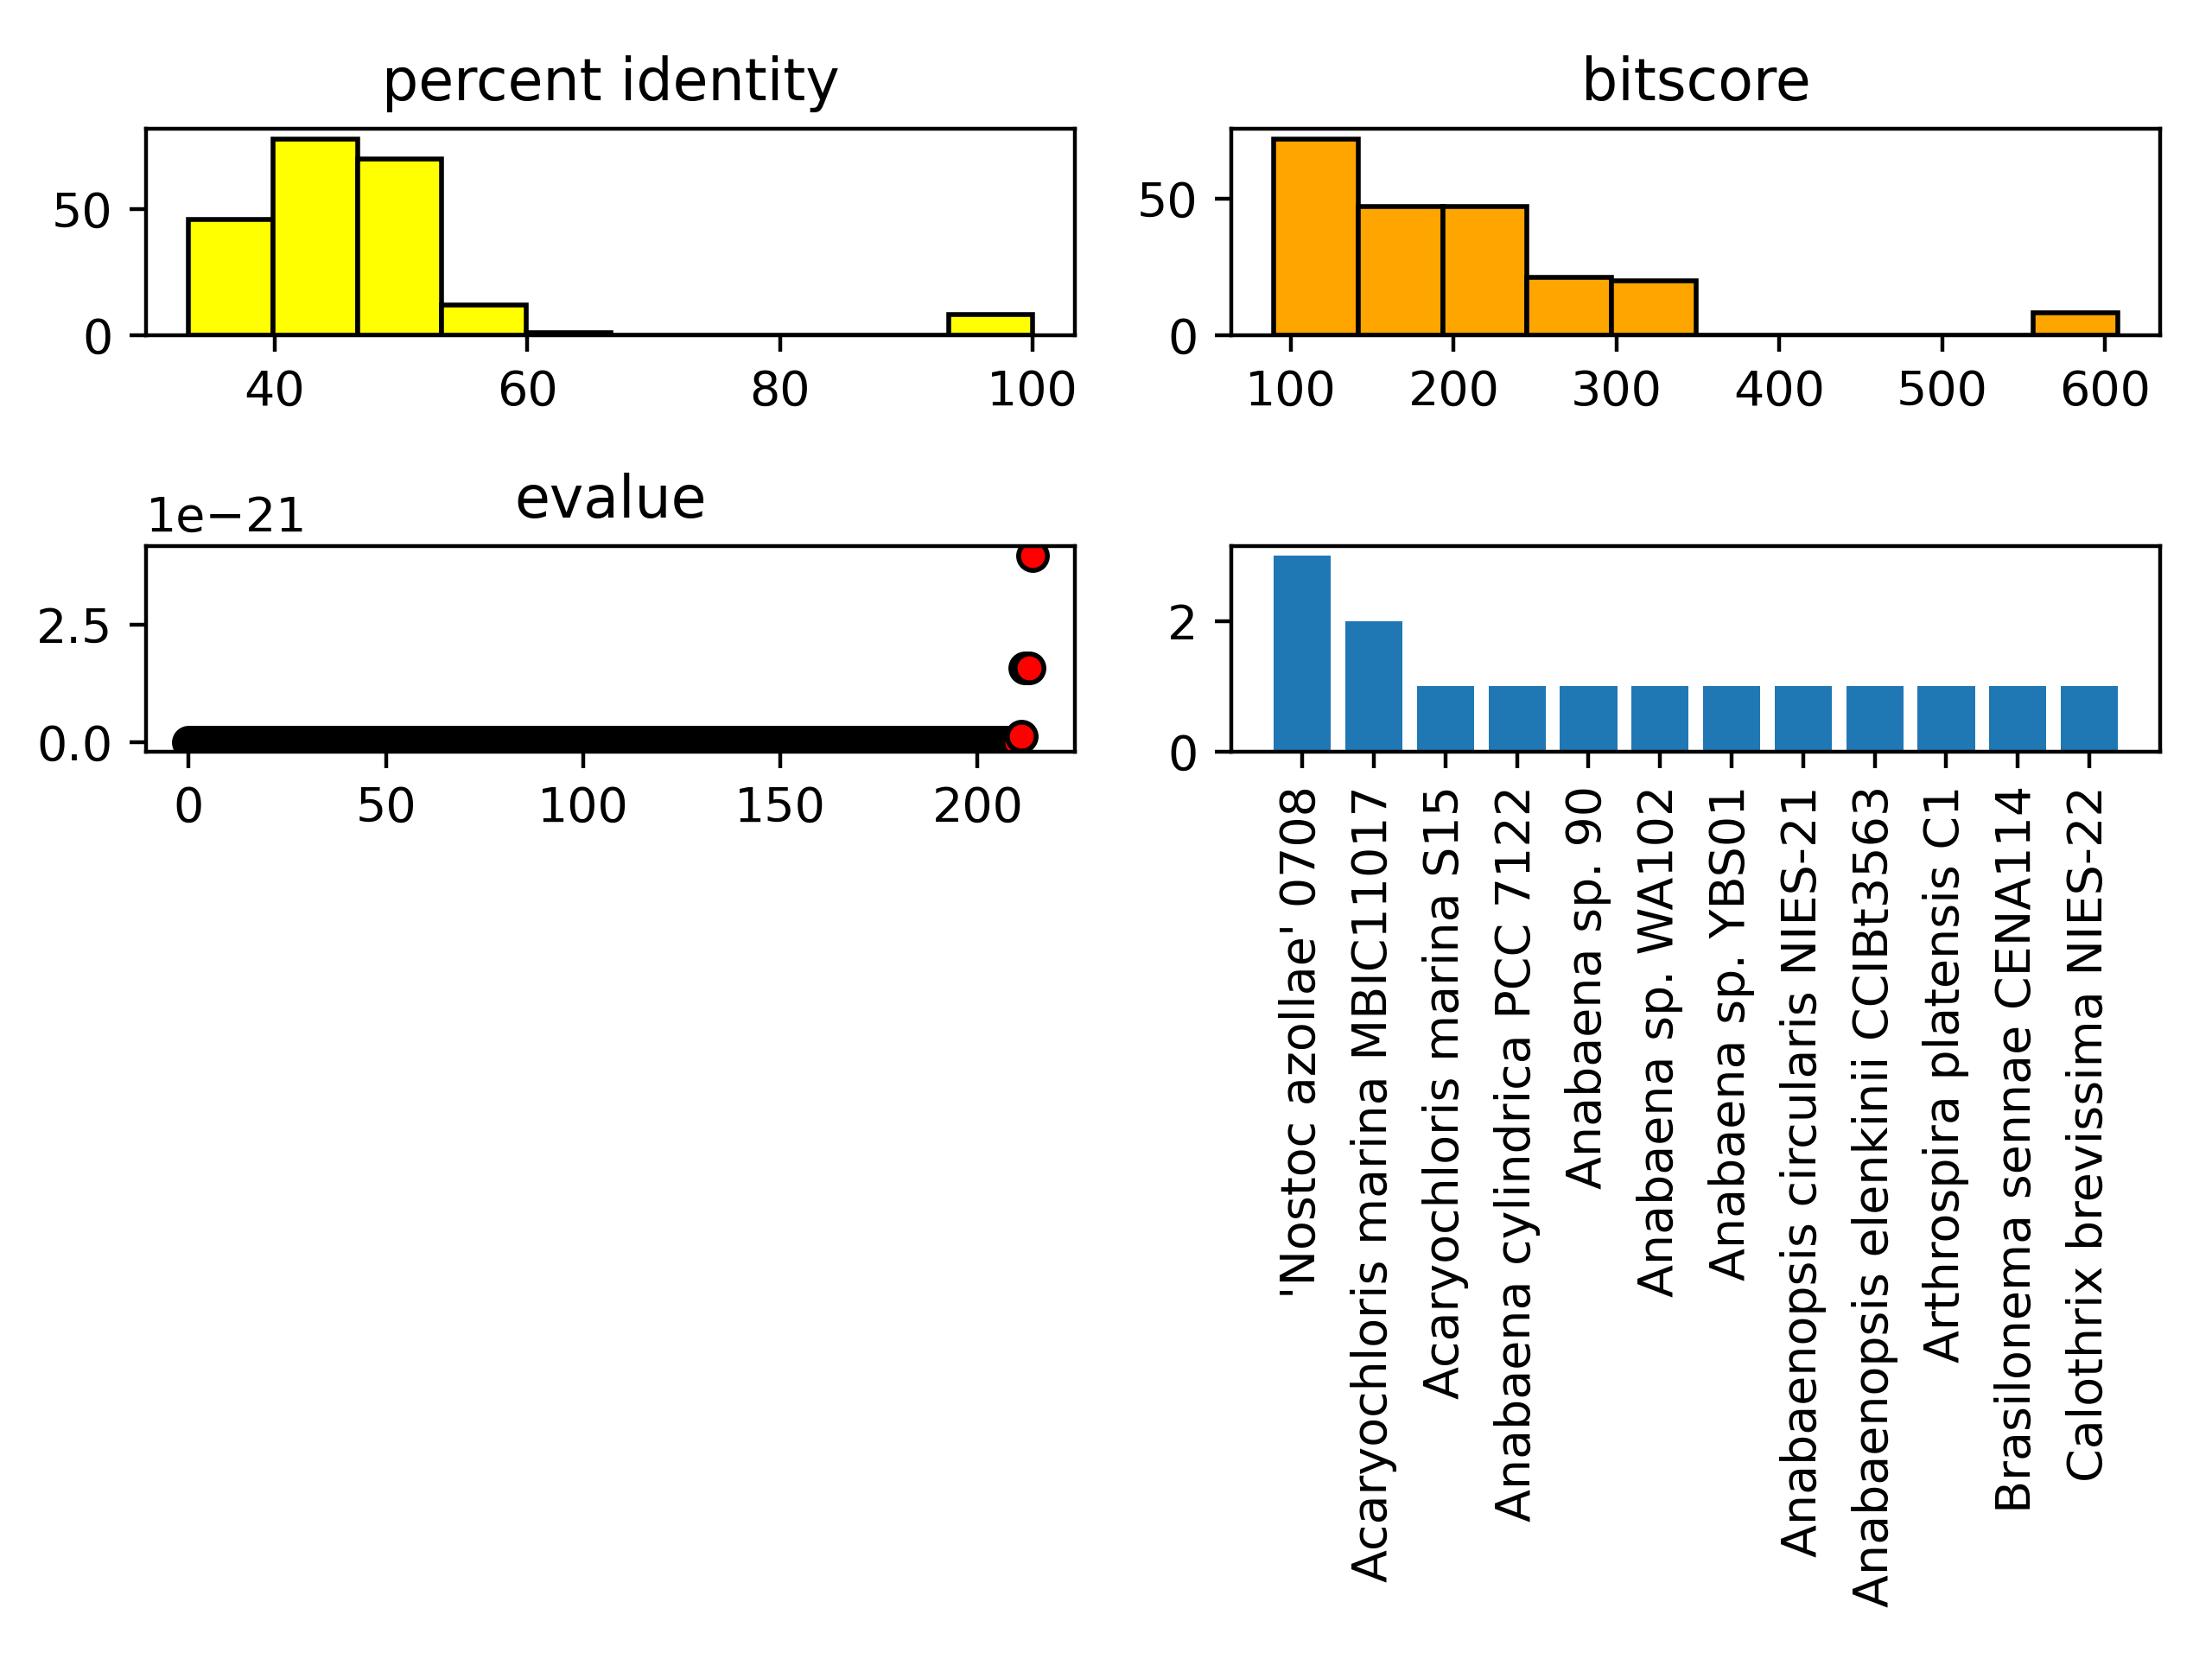 percent identity
50
0
40 60 80 100
bitscore
50
0
100 200 300 400 500 600
evalue
1e−21
2.5
0.0
0 50 100 150 200
2
0
'Nostoc azollae' 0708
Acaryochloris marina MBIC11017
Acaryochloris marina S15
Anabaena cylindrica PCC 7122
Anabaena sp. 90
Anabaena sp. WA102
Anabaena sp. YBS01
Anabaenopsis circularis NIES-21
Anabaenopsis elenkinii CCIBt3563
Arthrospira platensis C1
Brasilonema sennae CENA114
Calothrix brevissima NIES-22